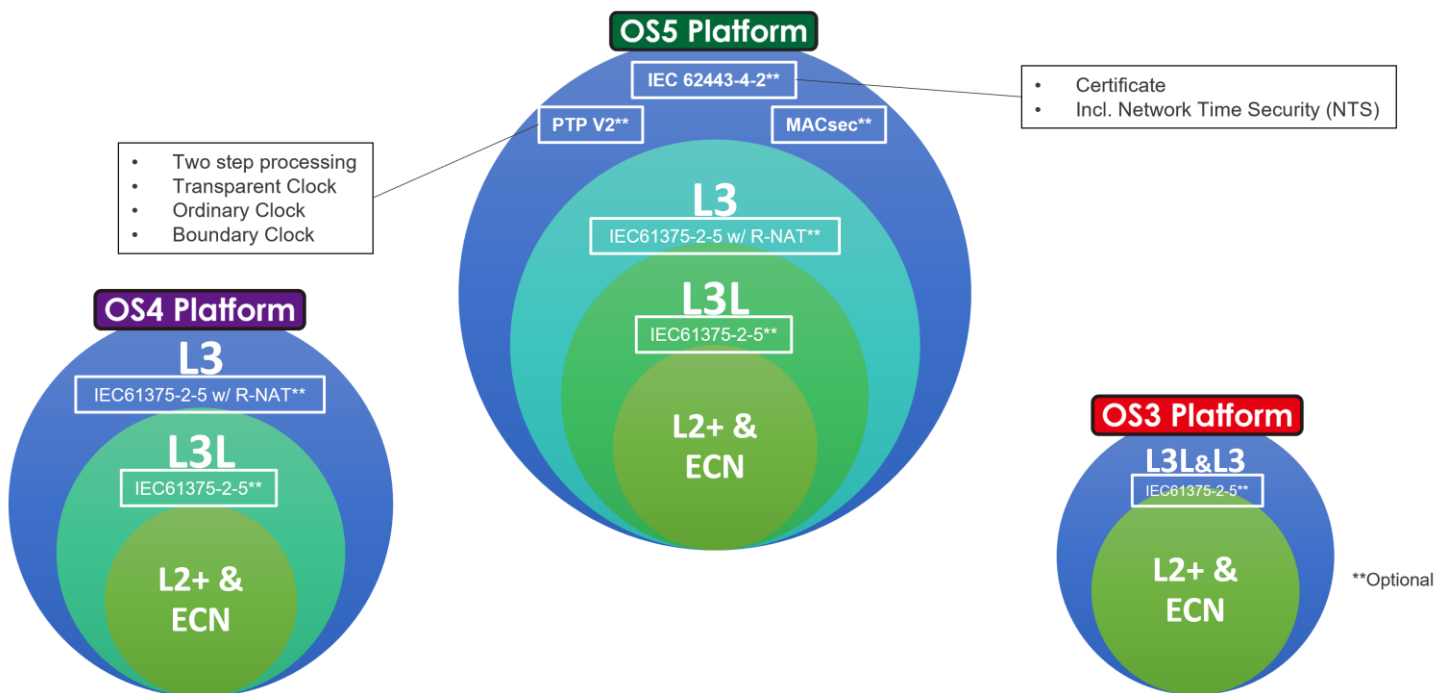 OS5 Platform
IEC 62443-4-2**
PTP V2**
MACsec**
• Certificate
• Incl. Network Time Security (NTS)
• Two step processing
• Transparent Clock
• Ordinary Clock
• Boundary Clock
L3
IEC61375-2-5 w/ R-NAT**
L3L
IEC61375-2-5**
L2+ &
ECN
OS4 Platform
L3
IEC61375-2-5 w/ R-NAT**
L3L
IEC61375-2-5**
L2+ &
ECN
OS3 Platform
L3L&L3
IEC61375-2-5**
L2+ &
ECN
**Optional